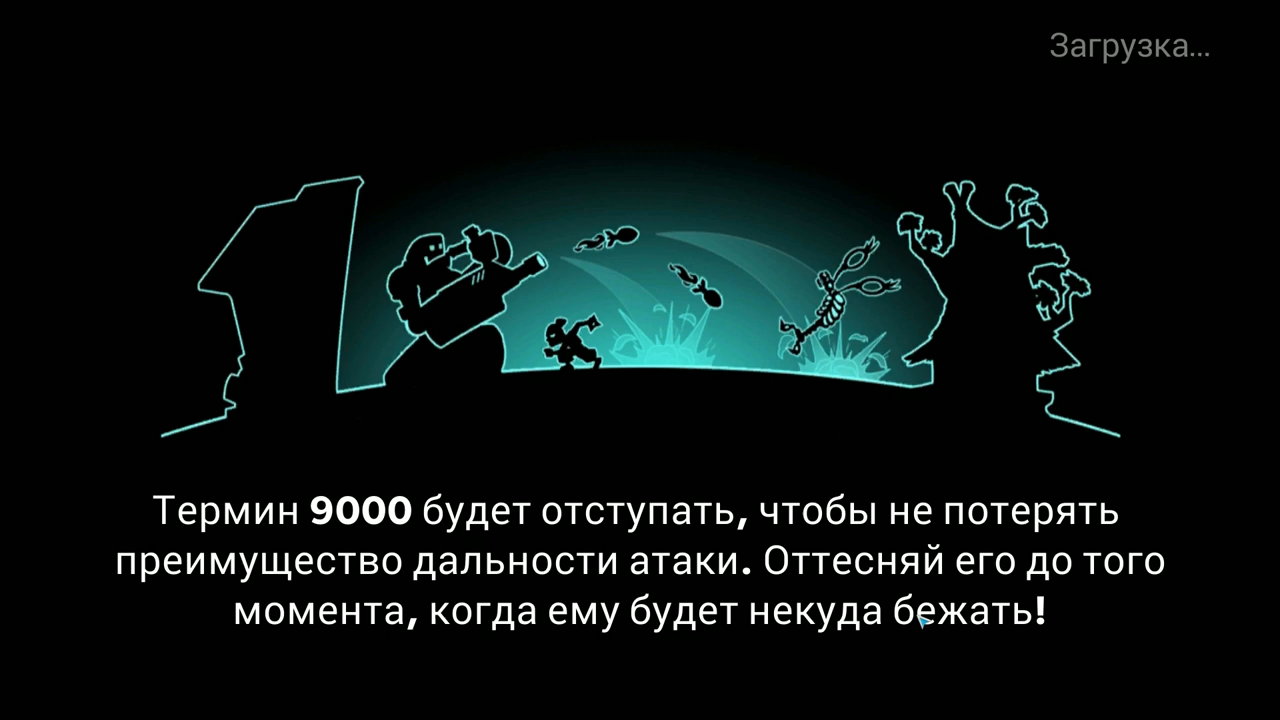 Загрузка...
Термин 9000 будет отступать, чтобы не потерять
преимущество дальности атаки. Оттесняй его до того
момента, когда ему будет некуда бежать!